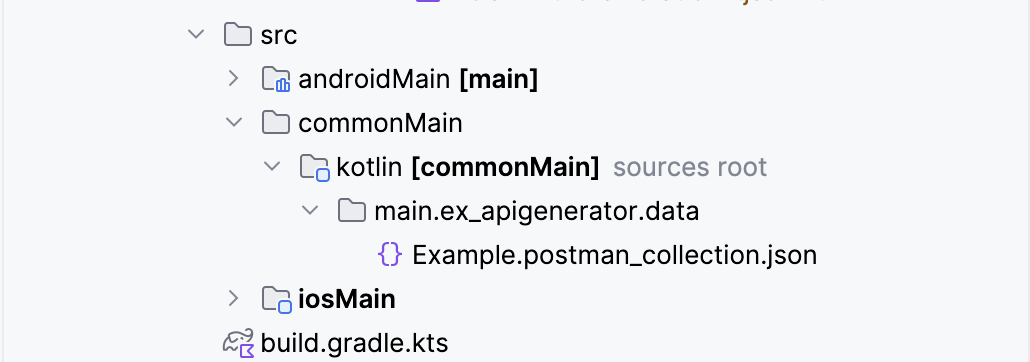 src
androidMain [main]
commonMain
kotlin [commonMain] sources root
main.ex_apigenerator.data
Example.postman_collection.json
iosMain
build.gradle.kts